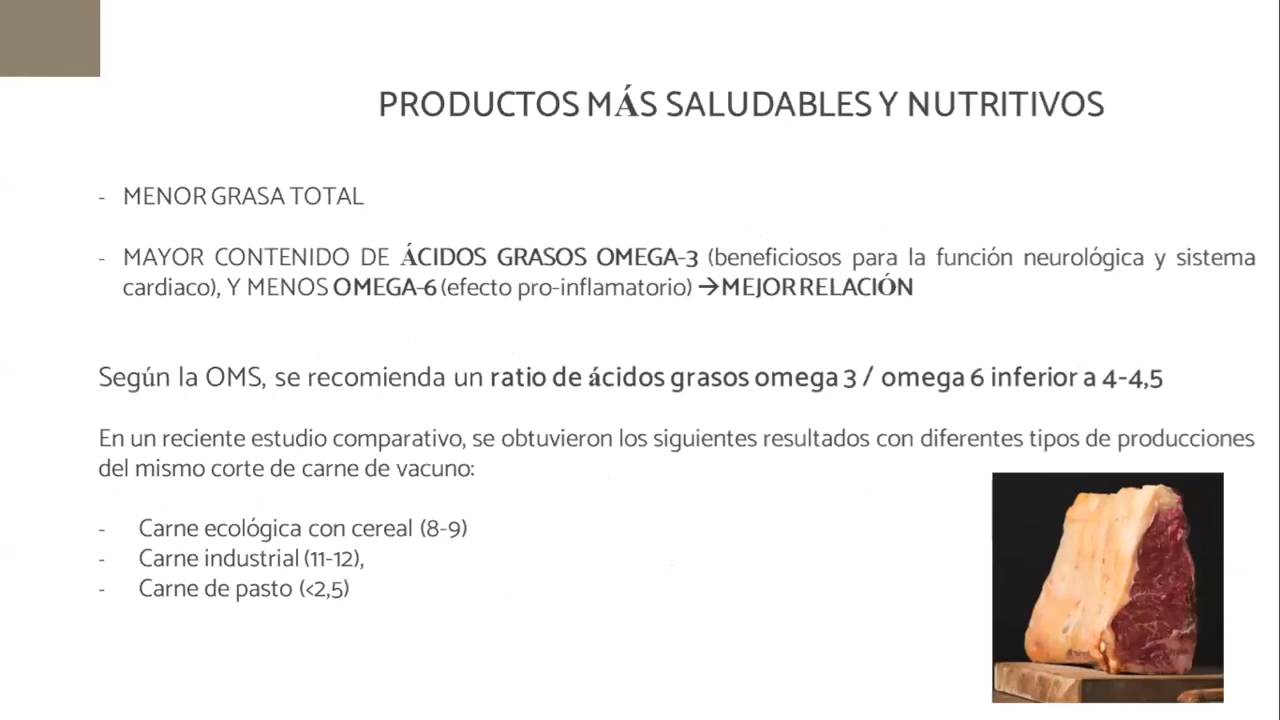 PRODUCTOS MÁS SALUDABLES Y NUTRITIVOS
- MENOR GRASA TOTAL
- MAYOR CONTENIDO DE ÁCIDOS GRASOS OMEGA-3 (beneficiosos para la función neurológica y sistema
cardiaco), Y MENOS OMEGA-6 (efecto pro-inflamatorio) →MEJOR RELACIÓN
Según la OMS, se recomienda un ratio de ácidos grasos omega 3 / omega 6 inferior a 4-4,5
En un reciente estudio comparativo, se obtuvieron los siguientes resultados con diferentes tipos de producciones
del mismo corte de carne de vacuno:
- Carne ecológica con cereal (8-9)
- Carne industrial (11-12),
- Carne de pasto (<2,5)